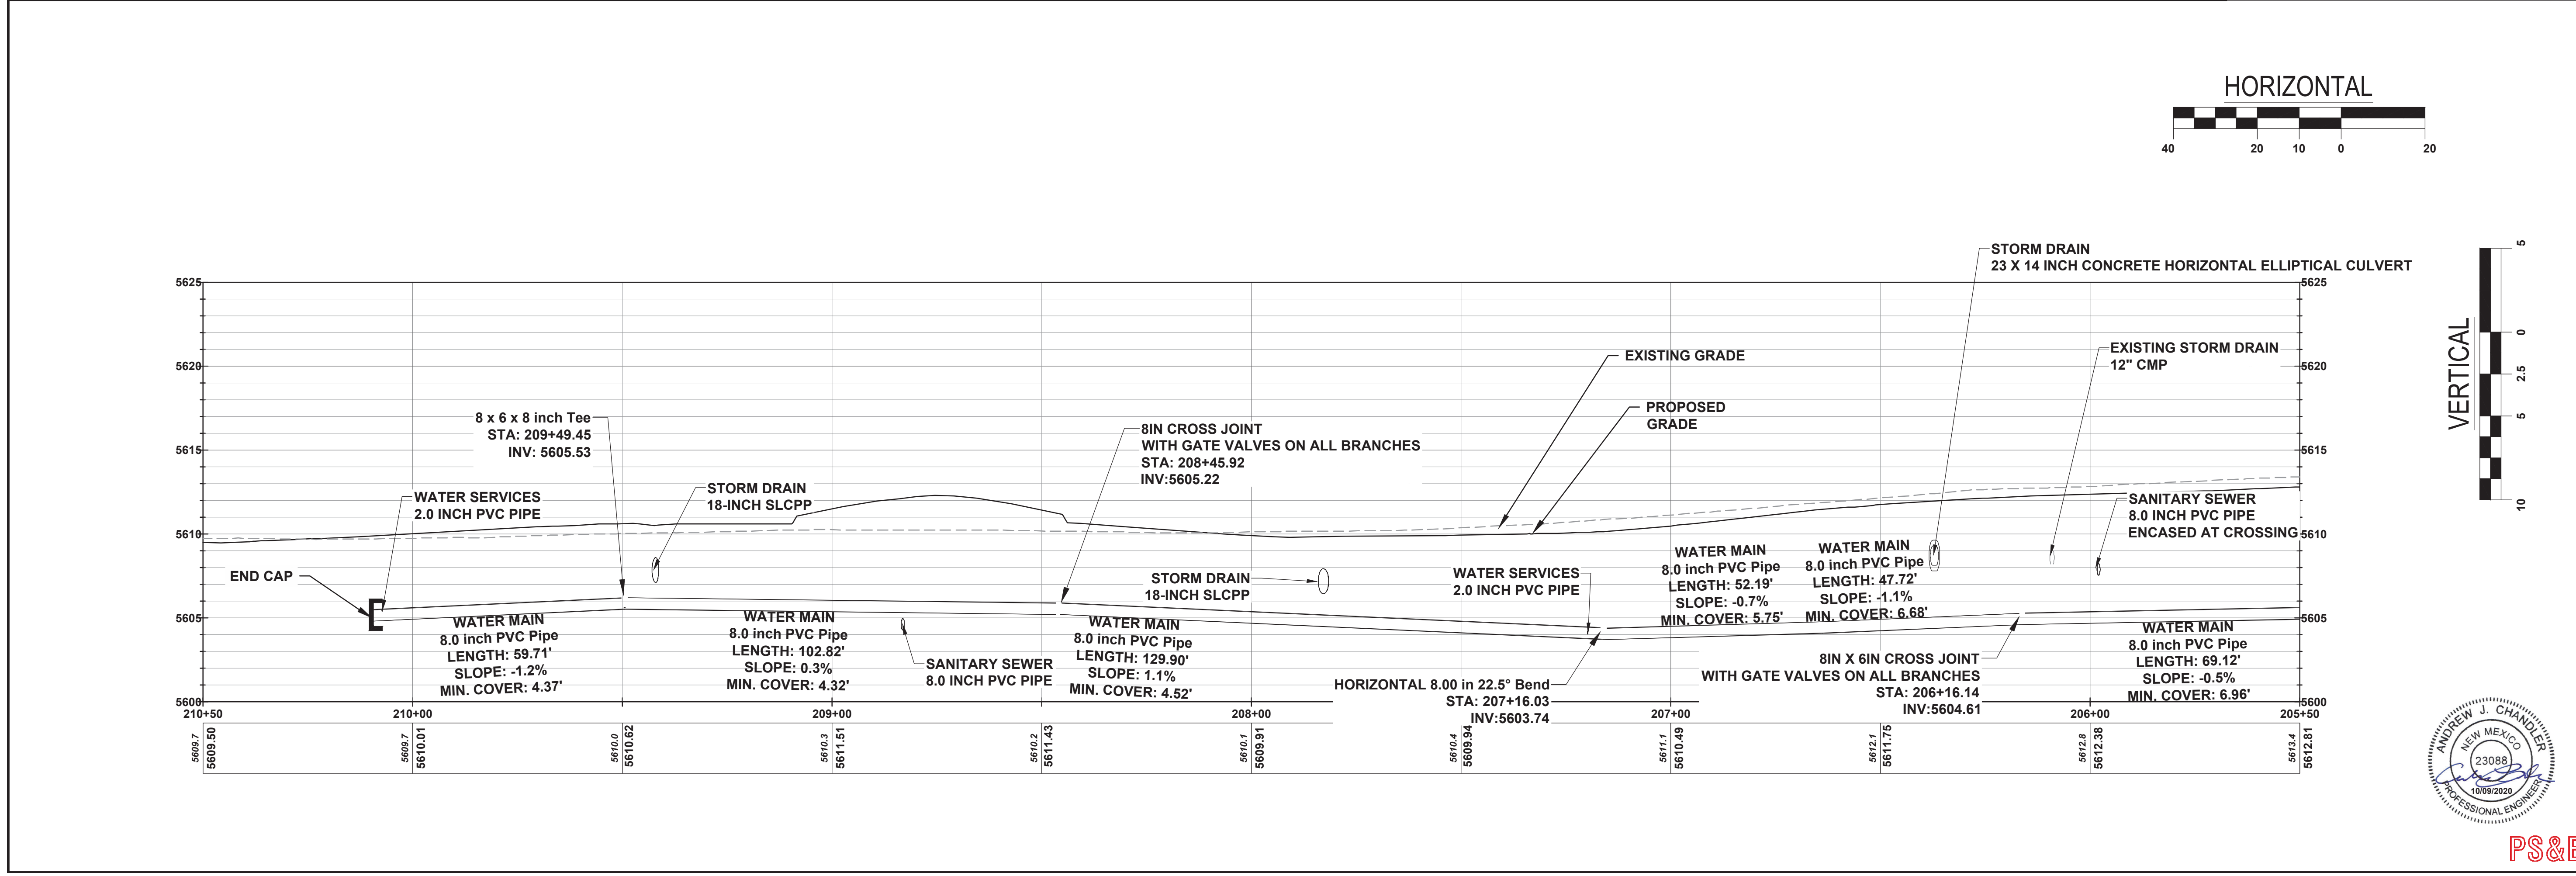 HORIZONTAL
40 20 10 0 20
VERTICAL
5 0 2.5 5 10
STORM DRAIN
23 X 14 INCH CONCRETE HORIZONTAL ELLIPTICAL CULVERT
5625 5625
5620 5620
5615 5615
5610 5610
5605 5605
5600 5600
EXISTING GRADE
EXISTING STORM DRAIN
12" CMP
PROPOSED
GRADE
8 x 6 x 8 inch Tee
STA: 209+49.45
INV: 5605.53
8IN CROSS JOINT
WITH GATE VALVES ON ALL BRANCHES
STA: 208+45.92
INV:5605.22
WATER SERVICES
2.0 INCH PVC PIPE
STORM DRAIN
18-INCH SLCPP
SANITARY SEWER
8.0 INCH PVC PIPE
ENCASED AT CROSSING
END CAP
STORM DRAIN
18-INCH SLCPP
WATER SERVICES
2.0 INCH PVC PIPE
WATER MAIN
8.0 inch PVC Pipe
LENGTH: 52.19'
SLOPE: -0.7%
MIN. COVER: 5.75'
WATER MAIN
8.0 inch PVC Pipe
LENGTH: 47.72'
SLOPE: -1.1%
MIN. COVER: 6.68'
WATER MAIN
8.0 inch PVC Pipe
LENGTH: 59.71'
SLOPE: -1.2%
MIN. COVER: 4.37'
WATER MAIN
8.0 inch PVC Pipe
LENGTH: 102.82'
SLOPE: 0.3%
MIN. COVER: 4.32'
SANITARY SEWER
8.0 INCH PVC PIPE
WATER MAIN
8.0 inch PVC Pipe
LENGTH: 129.90'
SLOPE: 1.1%
MIN. COVER: 4.52'
HORIZONTAL 8.00 in 22.5° Bend
STA: 207+16.03
INV:5603.74
8IN X 6IN CROSS JOINT
WITH GATE VALVES ON ALL BRANCHES
STA: 206+16.14
INV:5604.61
WATER MAIN
8.0 inch PVC Pipe
LENGTH: 69.12'
SLOPE: -0.5%
MIN. COVER: 6.96'
210+50 210+00 209+00 208+00 207+00 206+00 205+50
5609.7 5609.7 5610.0 5610.3 5610.2 5610.1 5610.4 5611.1 5612.1 5612.8 5613.4
5609.50 5610.01 5610.62 5611.51 5611.43 5609.91 5609.94 5610.49 5611.75 5612.38 5612.81
ANDREW J. CHANDLER
NEW MEXICO
23088
10/09/2020
PROFESSIONAL ENGINEER